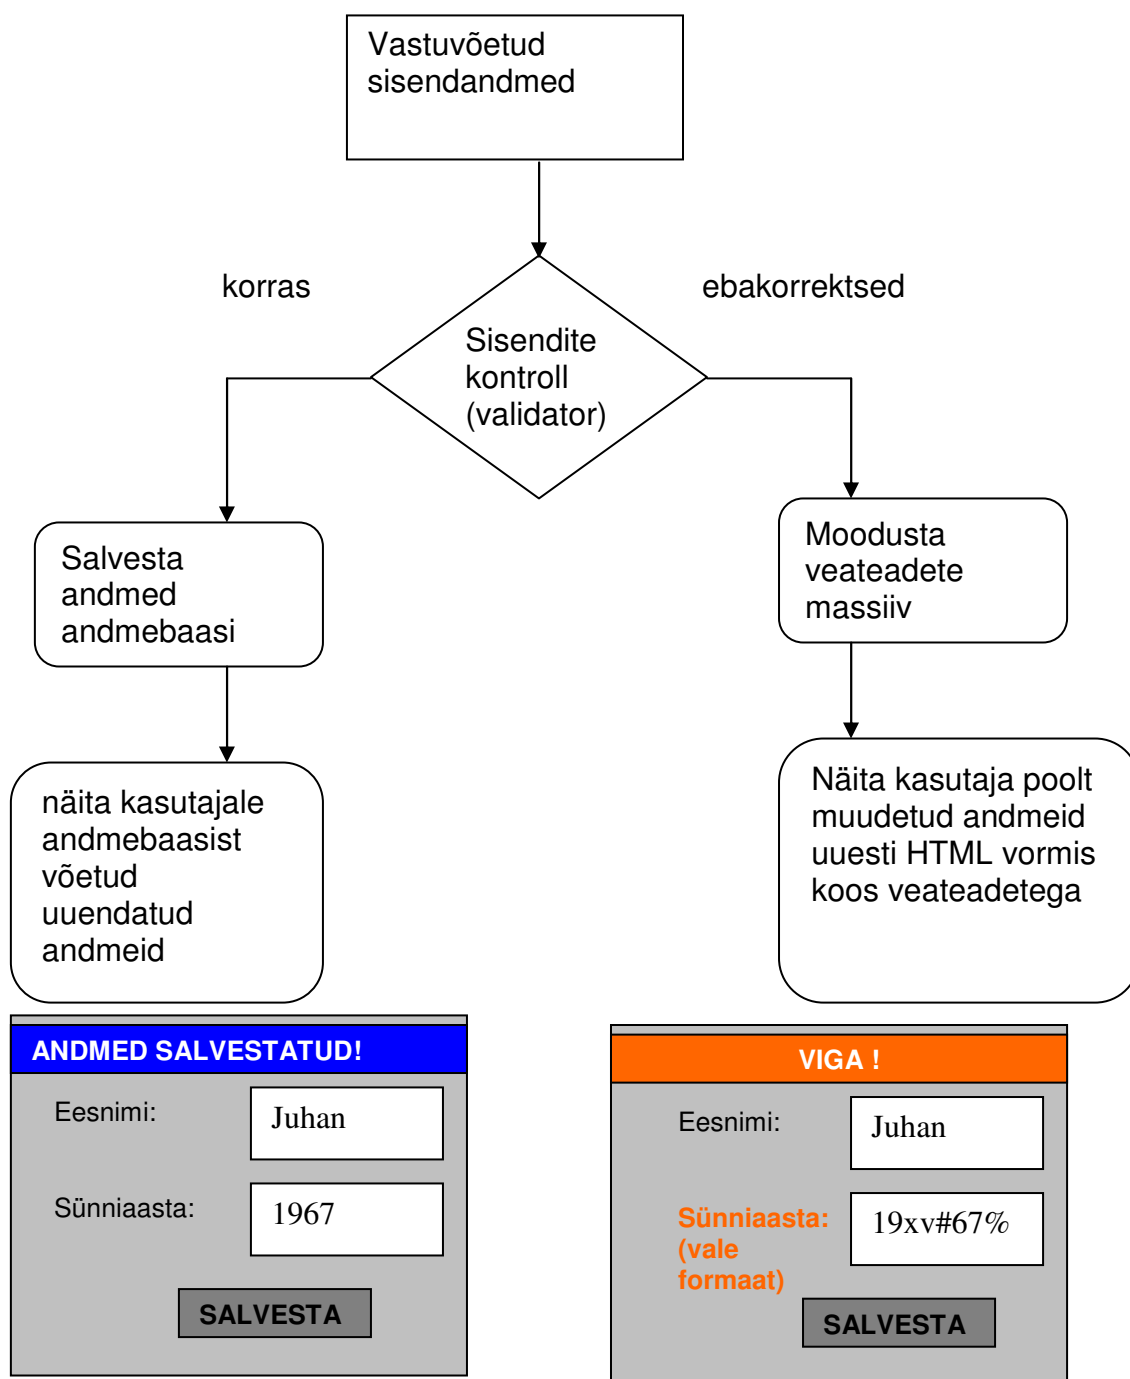 Vastuvõetud
sisendandmed
korras
ebakorrektsed
Sisendite
kontroll
(validator)
Salvesta
andmed
andmebaasi
Moodusta
veateadete
massiiv
näita kasutajale
andmebaasist
võetud
uuendatud
andmeid
Näita kasutaja poolt
muudetud andmeid
uuesti HTML vormis
koos veateadetega
ANDMED SALVESTATUD!
Eesnimi:
Juhan
Sünniaasta:
1967
SALVESTA
VIGA !
Eesnimi:
Juhan
Sünniaasta:
(vale
formaat)
19xv#67%
SALVESTA